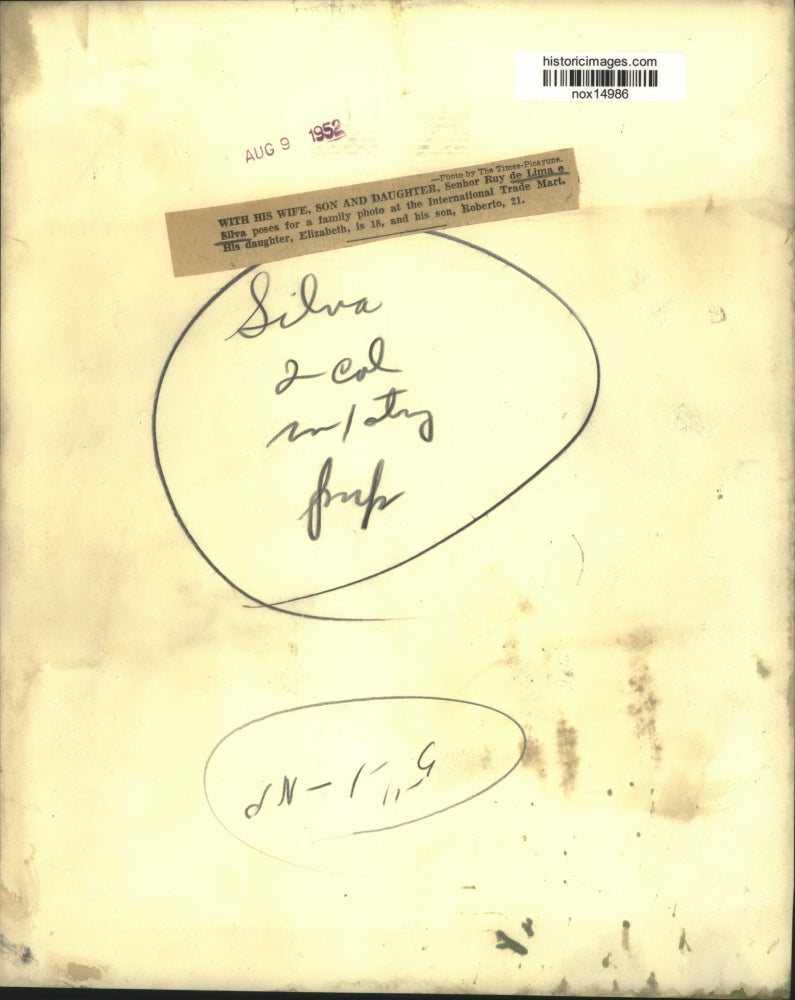 historicimages.com
nox14986
AUG 9 1952
—Photo by The Times-Picayune.
WITH HIS WIFE, SON AND DAUGHTER, Senhor Ruy de Lima e
Silva poses for a family photo at the International Trade Mart.
His daughter, Elizabeth, is 18, and his son, Roberto, 21.
Silva
2 col